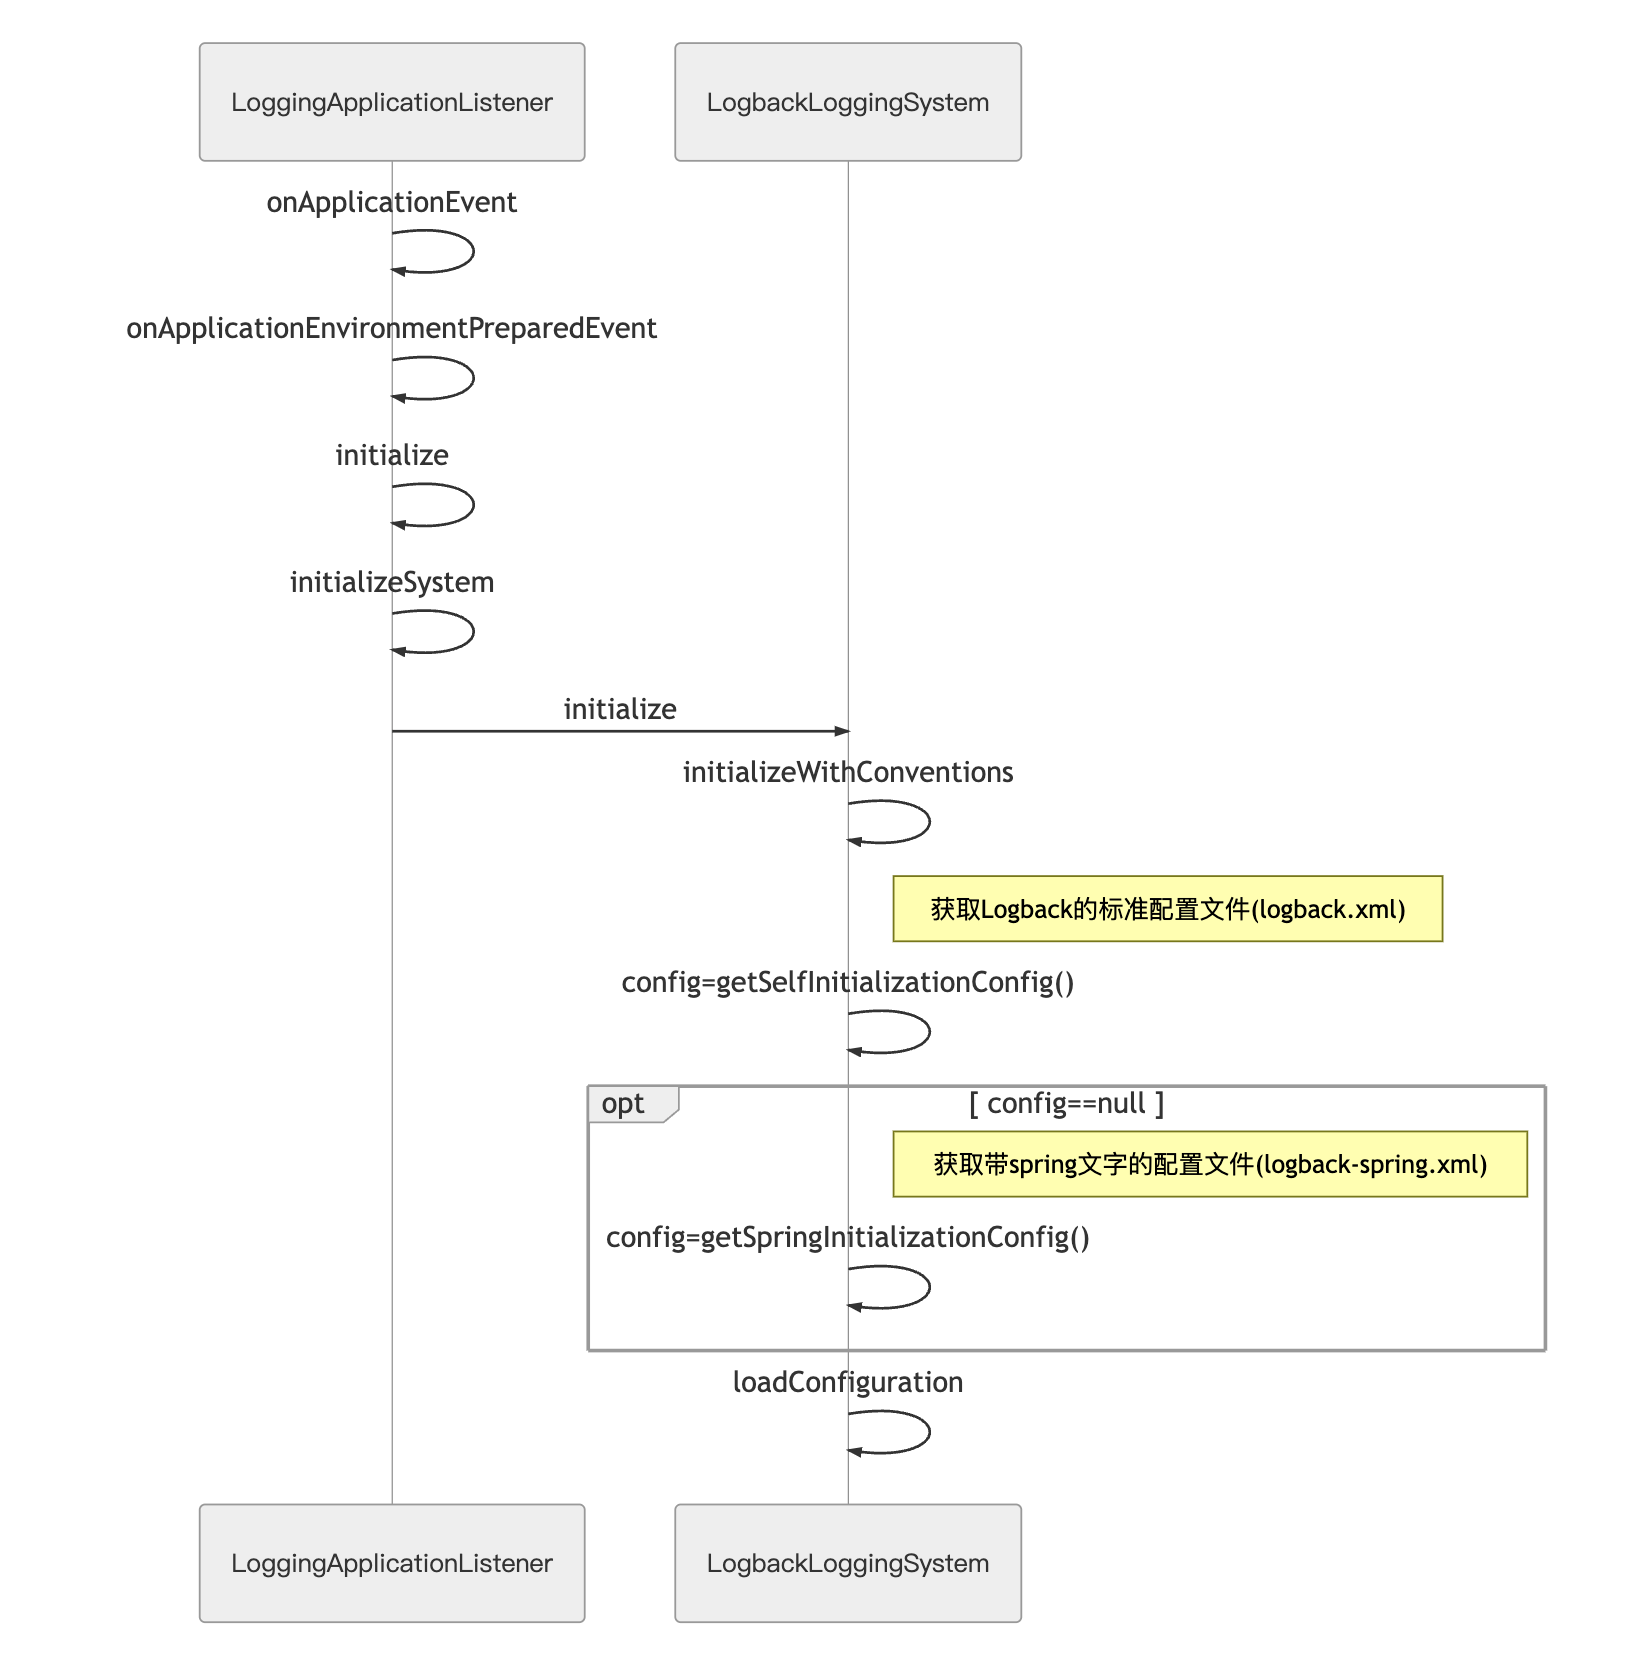 LoggingApplicationListener
LogbackLoggingSystem
onApplicationEvent
onApplicationEnvironmentPreparedEvent
initialize
initializeSystem
initialize
initializeWithConventions
获取Logback的标准配置文件(logback.xml)
config=getSelfInitializationConfig()
opt
[ config==null ]
获取带spring文字的配置文件(logback-spring.xml)
config=getSpringInitializationConfig()
loadConfiguration
LoggingApplicationListener
LogbackLoggingSystem